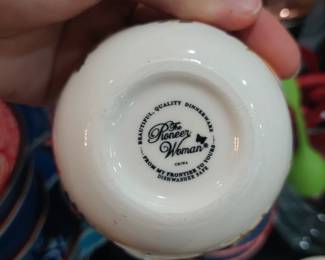 BEAUTIFUL, QUALITY DINNERWARE
The
Pioneer
Woman®
CHINA
FROM MY FRONTIER TO YOURS
DISHWASHER SAFE